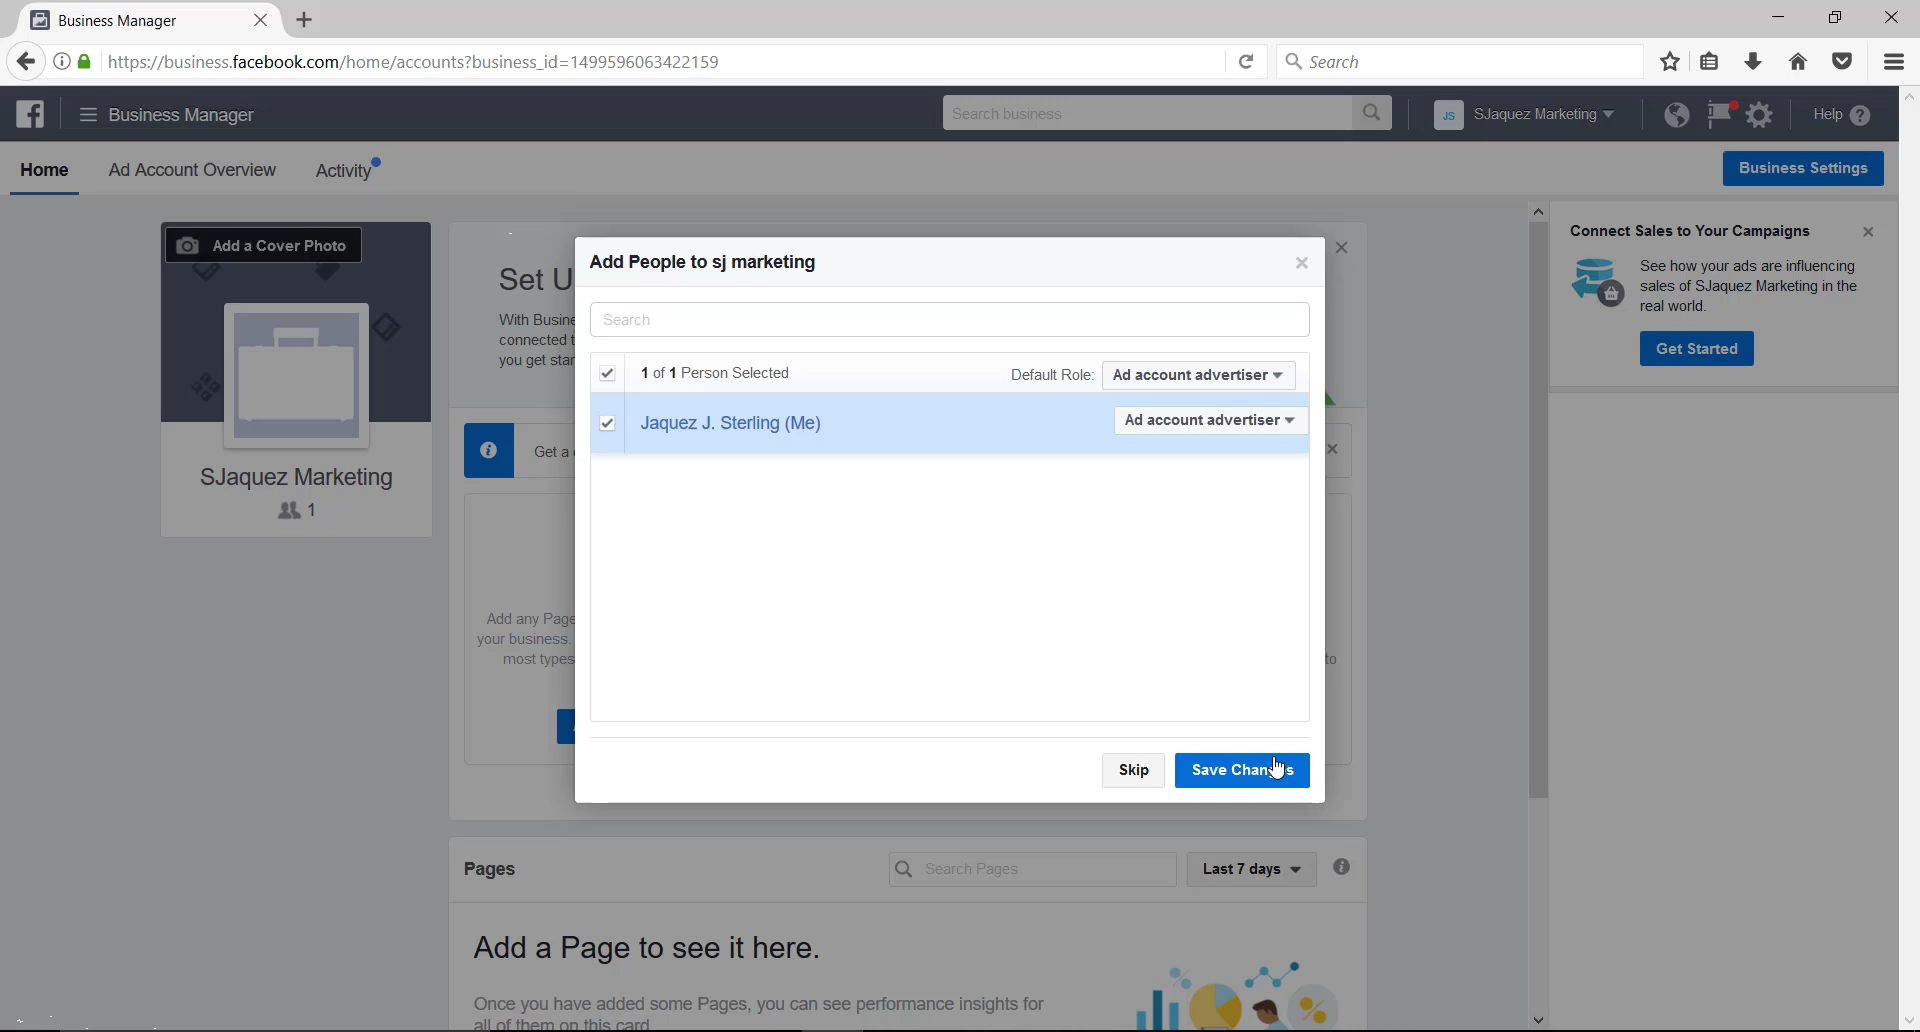 Business Manager
https://business.facebook.com/home/accounts?business_id=1499596063422159
Search
Business Manager
Search business
JS
SJaquez Marketing
Help
Home
Ad Account Overview
Activity
Business Settings
Add a Cover Photo
SJaquez Marketing
1
Set U
With Busine
connected t
you get star
Get a
Add any Page
your business.
most types
to
Add People to sj marketing
Search
1 of 1 Person Selected
Default Role:
Ad account advertiser
Jaquez J. Sterling (Me)
Ad account advertiser
Skip
Save Changes
Connect Sales to Your Campaigns
See how your ads are influencing
sales of SJaquez Marketing in the
real world.
Get Started
Pages
Search Pages
Last 7 days
Add a Page to see it here.
Once you have added some Pages, you can see performance insights for
all of them on this card